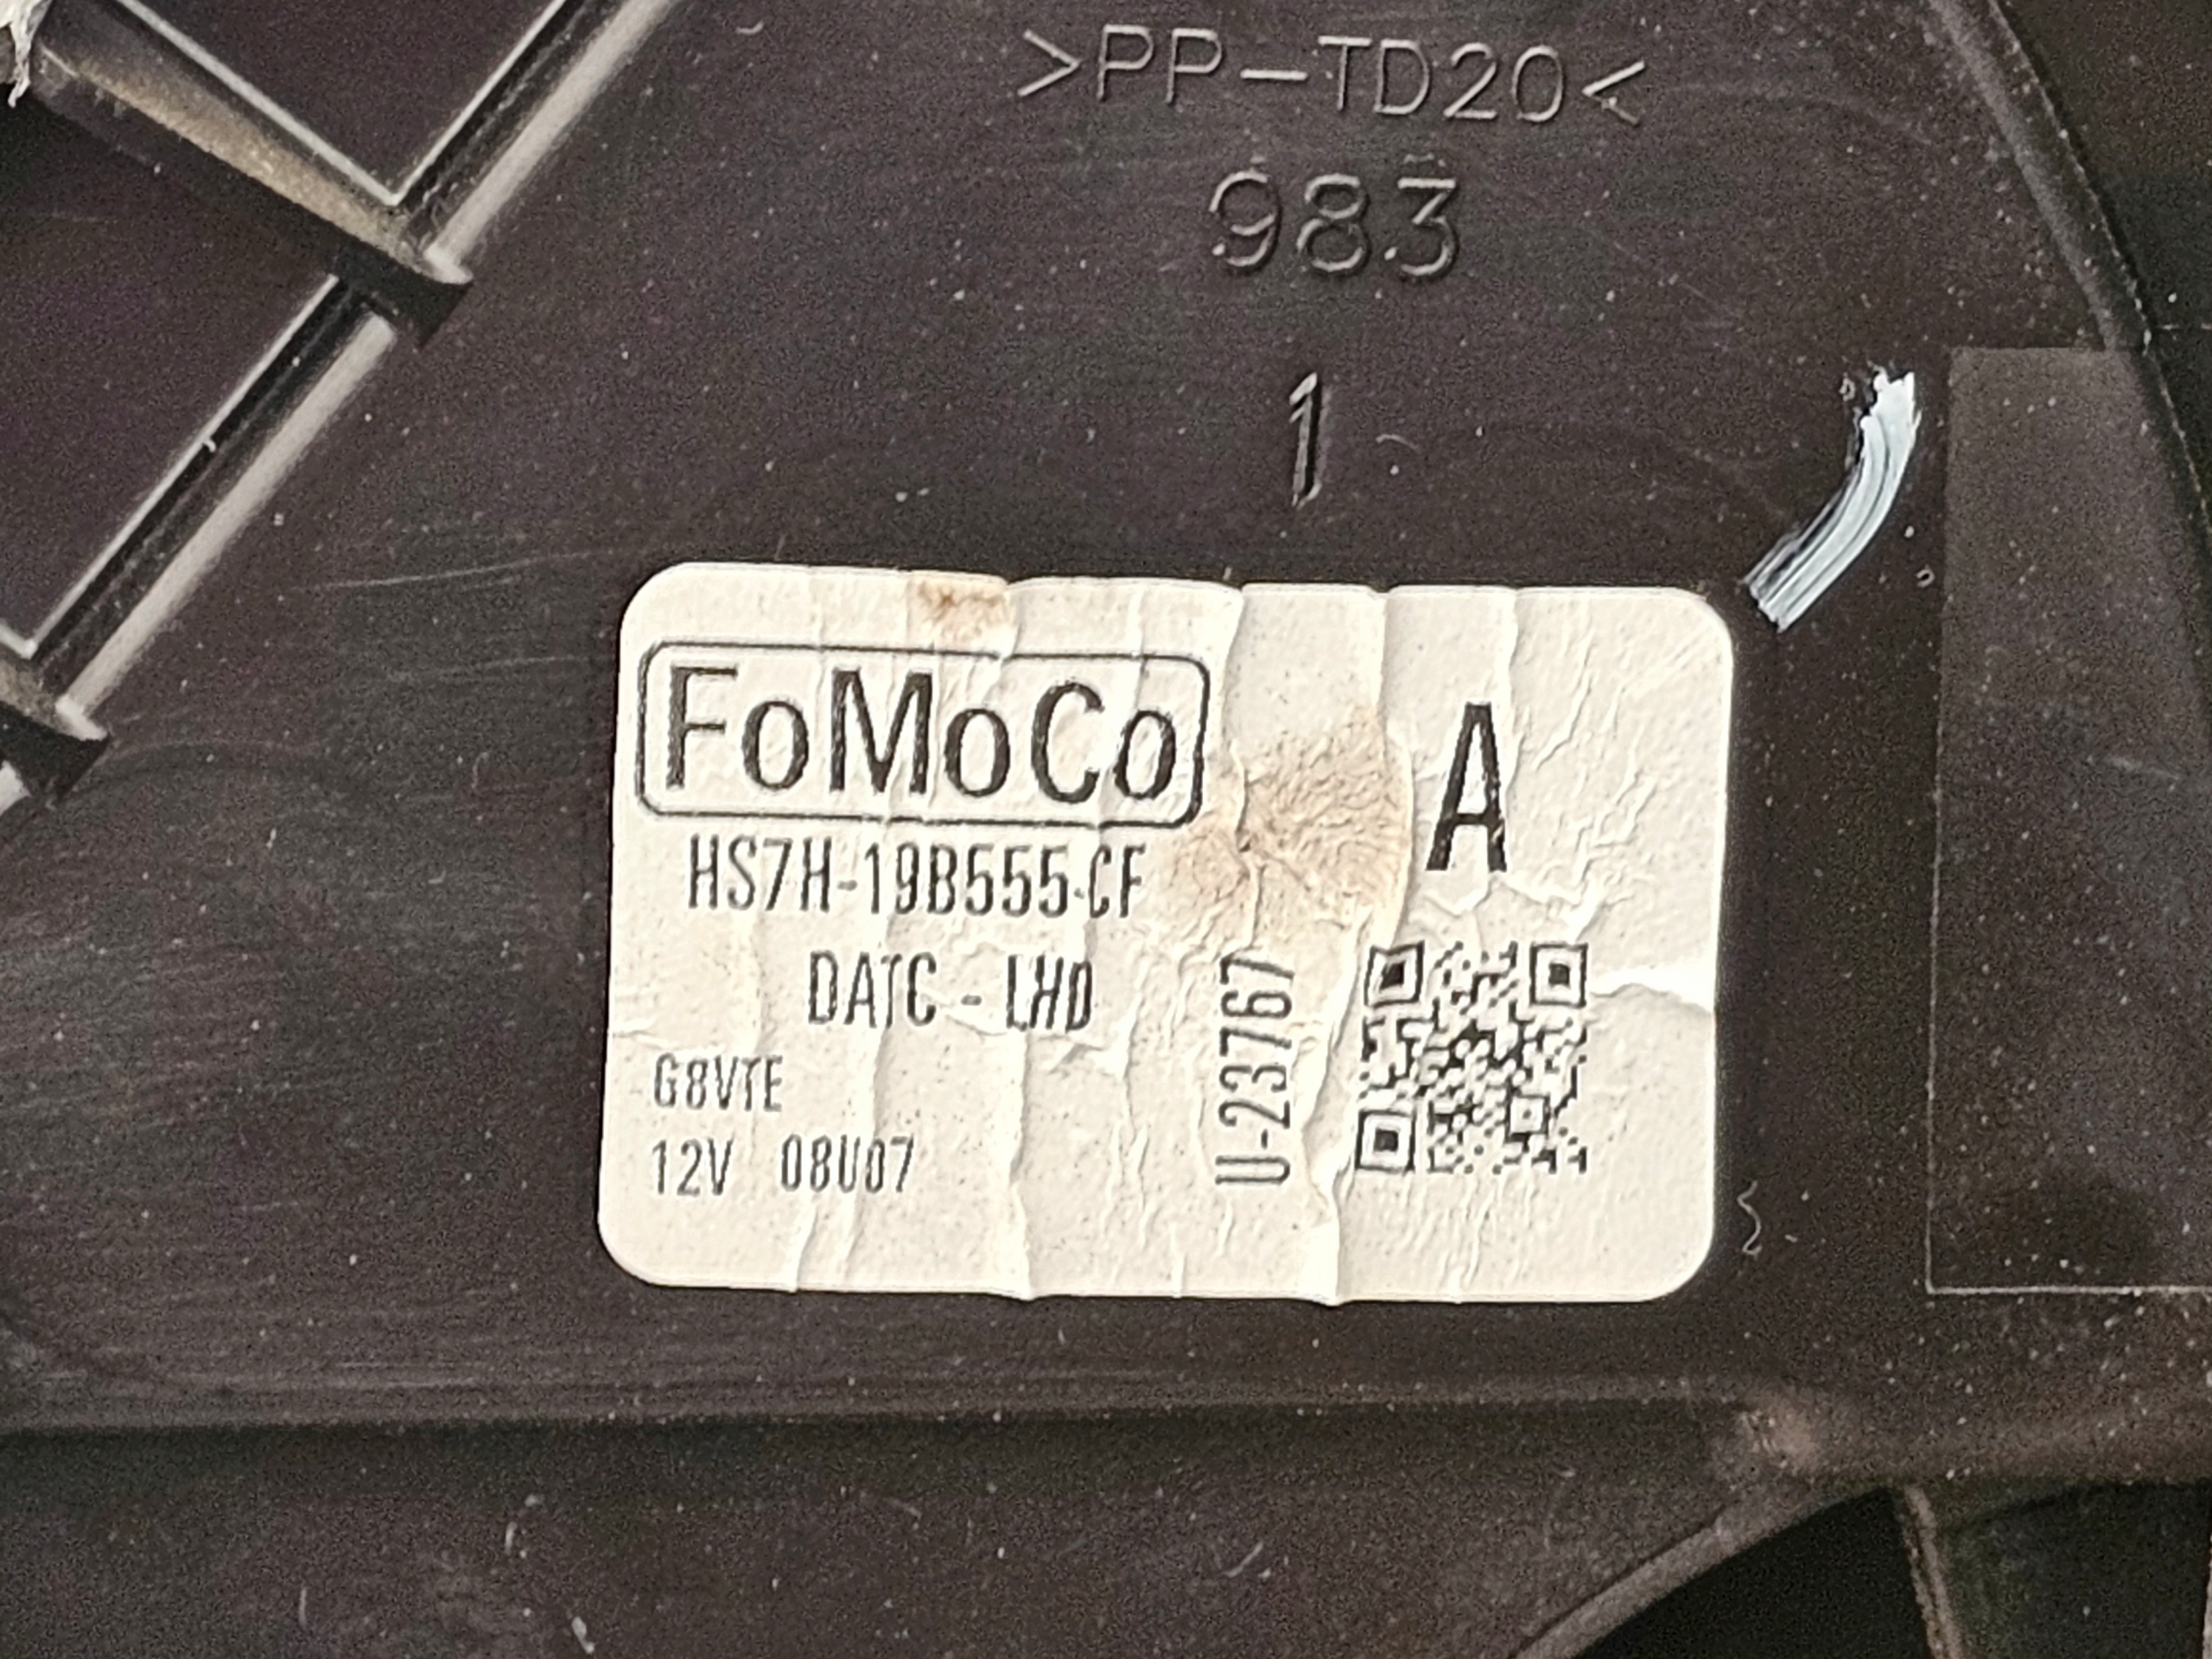 >PP-TD20<
983
1
FoMoCo
A
HS7H-19B555-CF
DATC - LHD
U-23767
G8VTE
12V 08U07